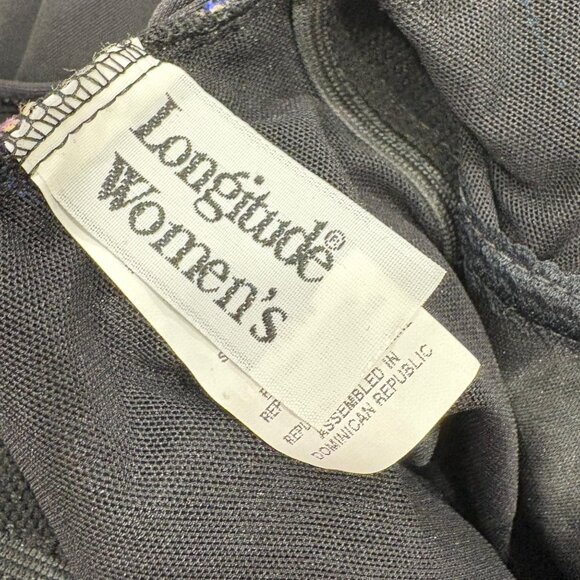 Longitude®
Women's
ASSEMBLED IN
DOMINICAN REPUBLIC